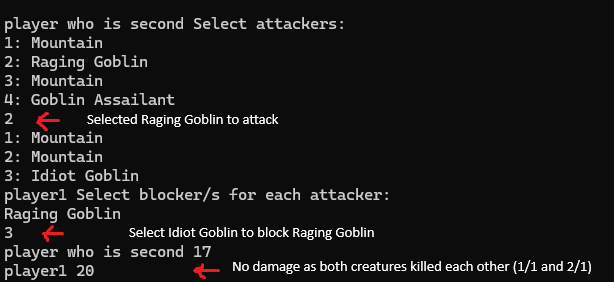 player who is second Select attackers:
1: Mountain
2: Raging Goblin
3: Mountain
4: Goblin Assailant
2 Selected Raging Goblin to attack
1: Mountain
2: Mountain
3: Idiot Goblin
player1 Select blocker/s for each attacker:
Raging Goblin
3 Select Idiot Goblin to block Raging Goblin
player who is second 17
player1 20 No damage as both creatures killed each other (1/1 and 2/1)